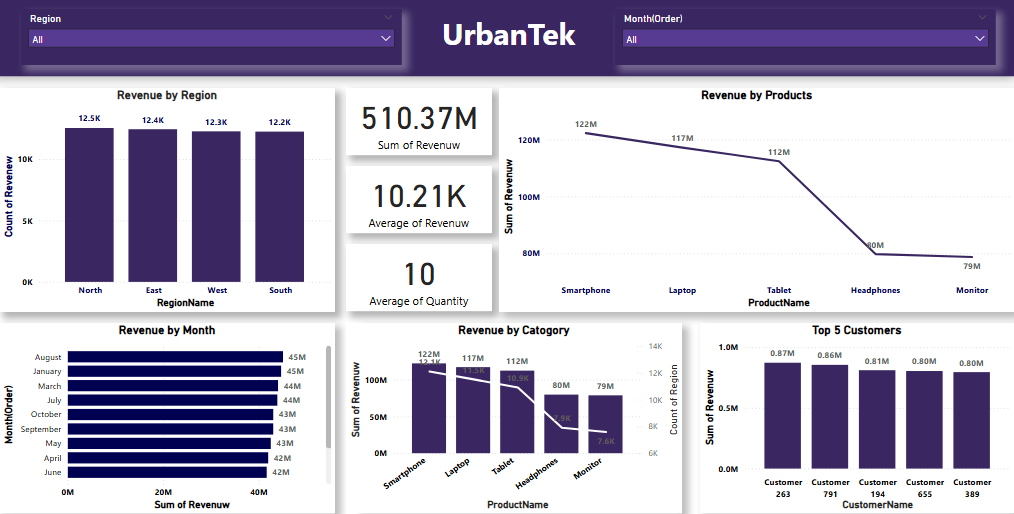 Region
All
UrbanTek
Month(Order)
All
Revenue by Region
Count of Revenew
10K
5K
0K
12.5K
12.4K
12.3K
12.2K
North
East
West
South
RegionName
510.37M
Sum of Revenuw
10.21K
Average of Revenuw
10
Average of Quantity
Revenue by Products
Sum of Revenuw
120M
100M
80M
122M
117M
112M
80M
79M
Smartphone
Laptop
Tablet
Headphones
Monitor
ProductName
Revenue by Month
Month(Order)
August 45M
January 45M
March 44M
July 44M
October 43M
September 43M
May 43M
April 42M
June 42M
0M
20M
40M
Sum of Revenuw
Revenue by Catogory
Sum of Revenuw
100M
50M
0M
122M
117M
112M
80M
79M
12.1K
11.5K
10.9K
7.9K
7.6K
14K
12K
10K
8K
6K
Count of Region
Smartphone
Laptop
Tablet
Headphones
Monitor
ProductName
Top 5 Customers
Sum of Revenuw
1.0M
0.5M
0.0M
0.87M
0.86M
0.81M
0.80M
0.80M
Customer 263
Customer 791
Customer 194
Customer 655
Customer 389
CustomerName